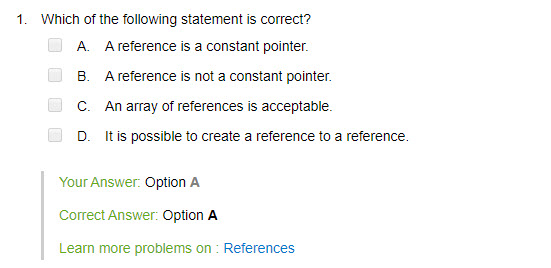 1. Which of the following statement is correct?
A. A reference is a constant pointer.
B. A reference is not a constant pointer.
C. An array of references is acceptable.
D. It is possible to create a reference to a reference.
Your Answer: Option A
Correct Answer: Option A
Learn more problems on : References